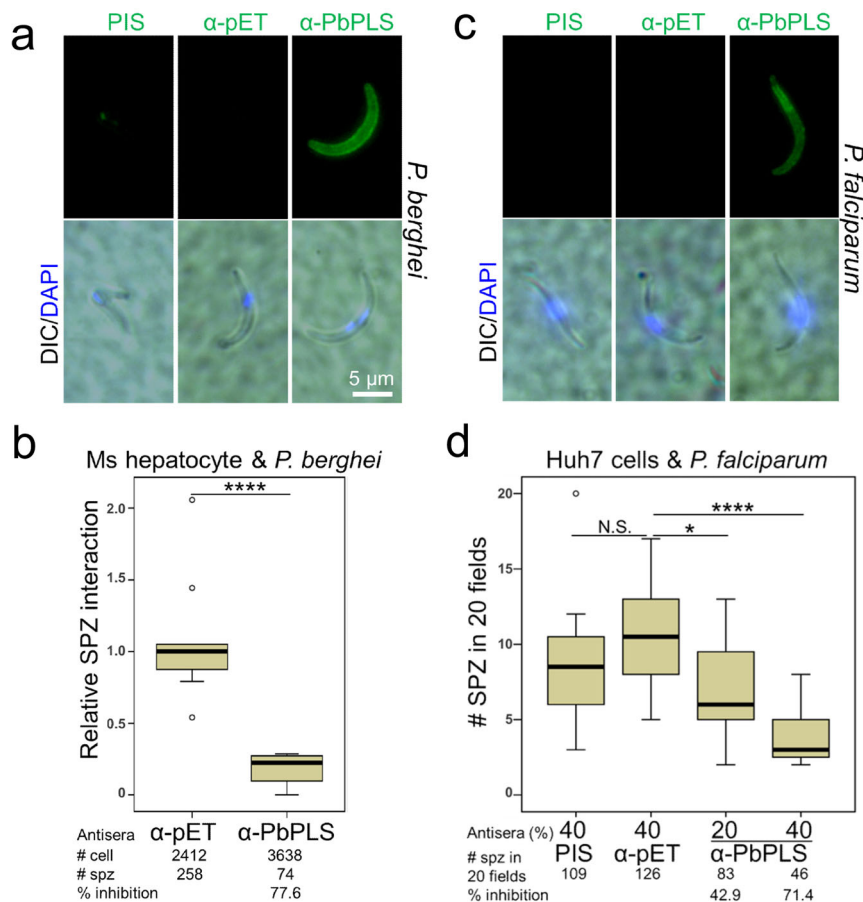 a
PIS α-pET α-PbPLS
P. berghei
DIC/DAPI
5 µm
c
PIS α-pET α-PbPLS
P. falciparum
DIC/DAPI
b
Ms hepatocyte & P. berghei
Relative SPZ interaction
2.0
1.5
1.0
0.5
0
****
Antisera α-pET α-PbPLS
# cell 2412 3638
# spz 258 74
% inhibition 77.6
d
Huh7 cells & P. falciparum
# SPZ in 20 fields
20
15
10
5
0
N.S. * ****
Antisera (%) 40 40 20 40
# spz in PIS α-pET α-PbPLS
20 fields 109 126 83 46
% inhibition 42.9 71.4